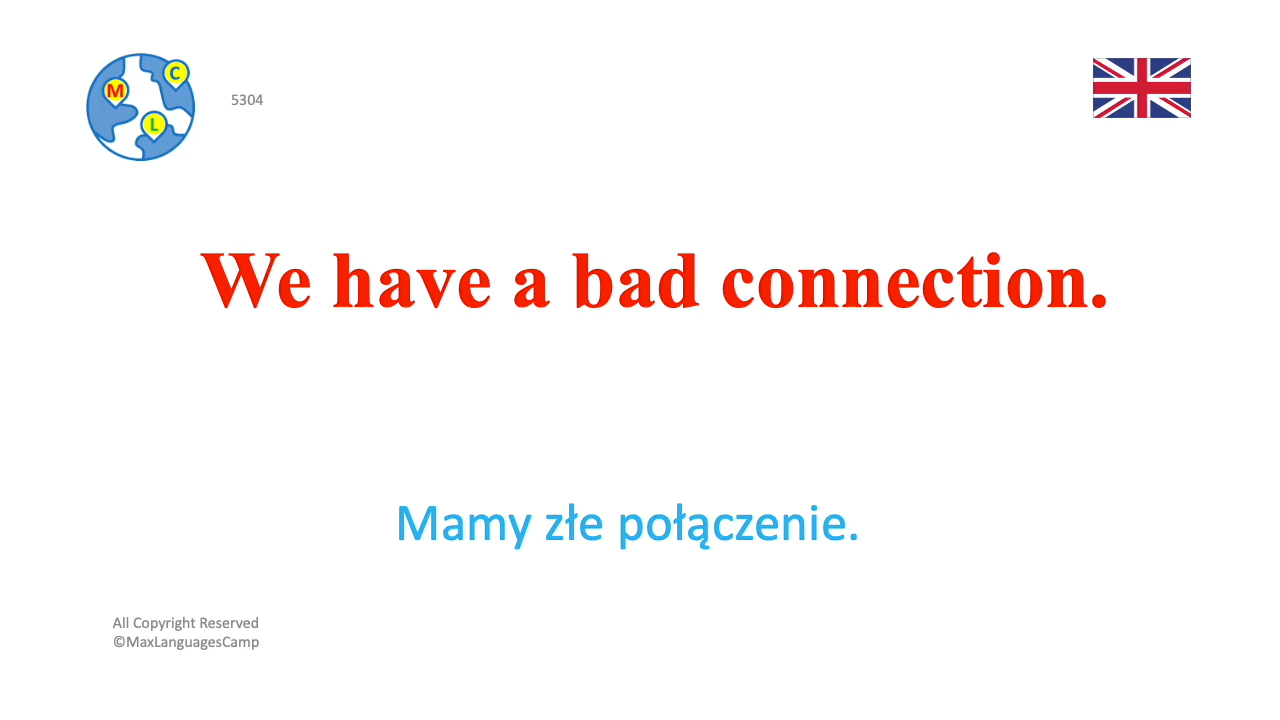 C
M
L
5304
We have a bad connection.
Mamy złe połączenie.
All Copyright Reserved
©MaxLanguagesCamp